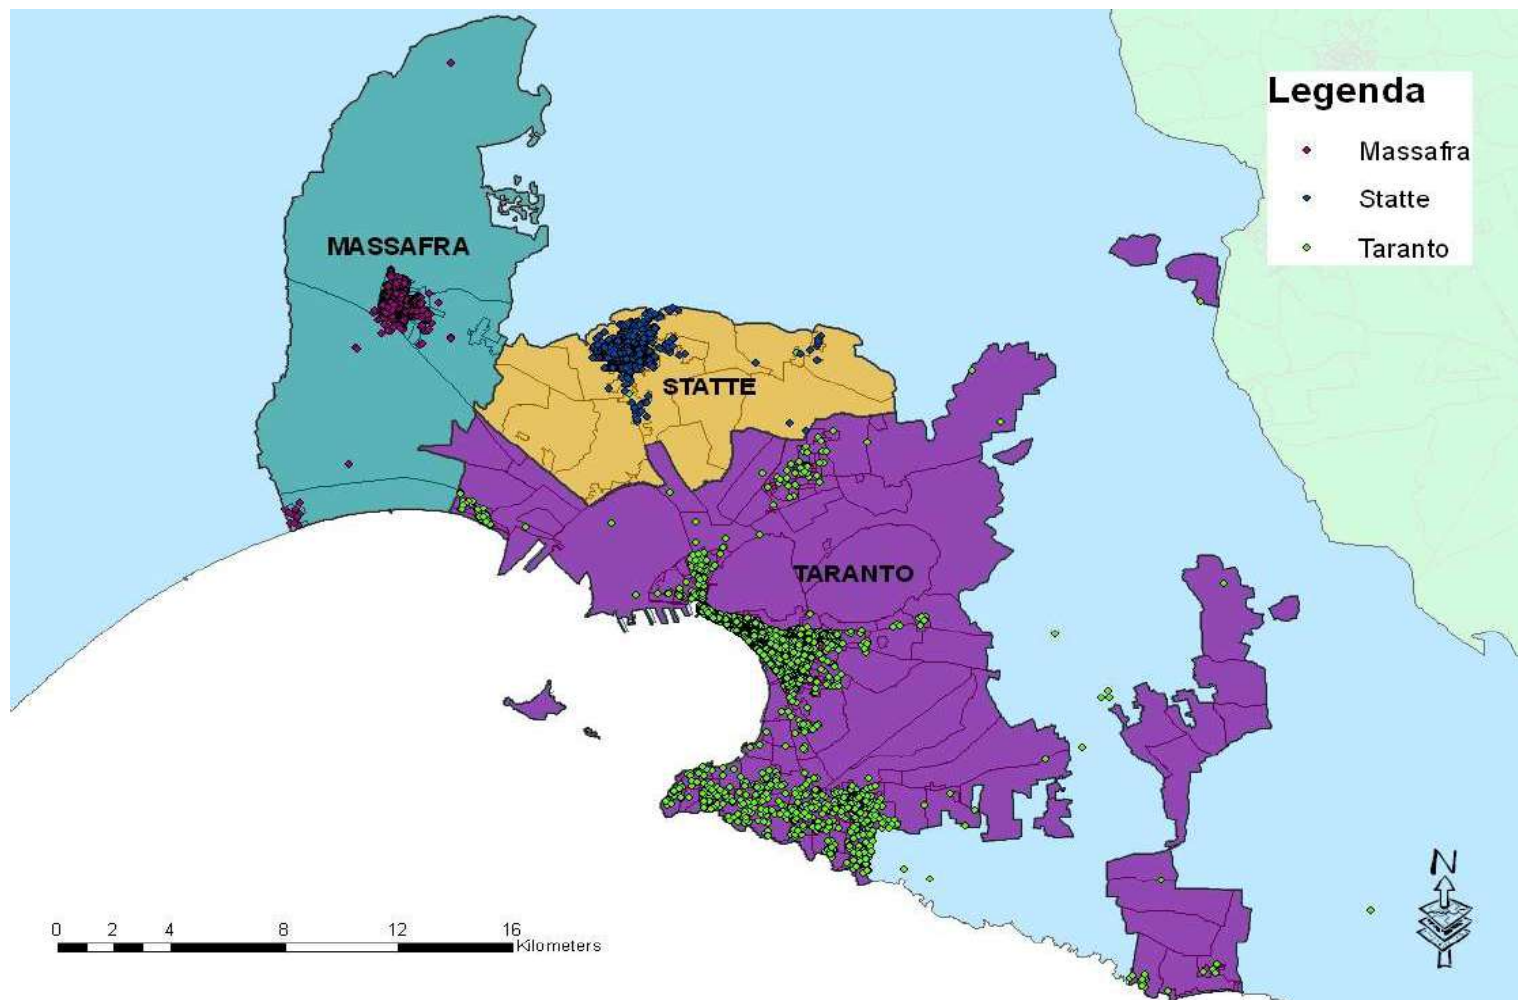 Legenda
Massafra
Statte
Taranto
MASSAFRA
STATTE
TARANTO
N
0 2 4 8 12 16
Kilometers